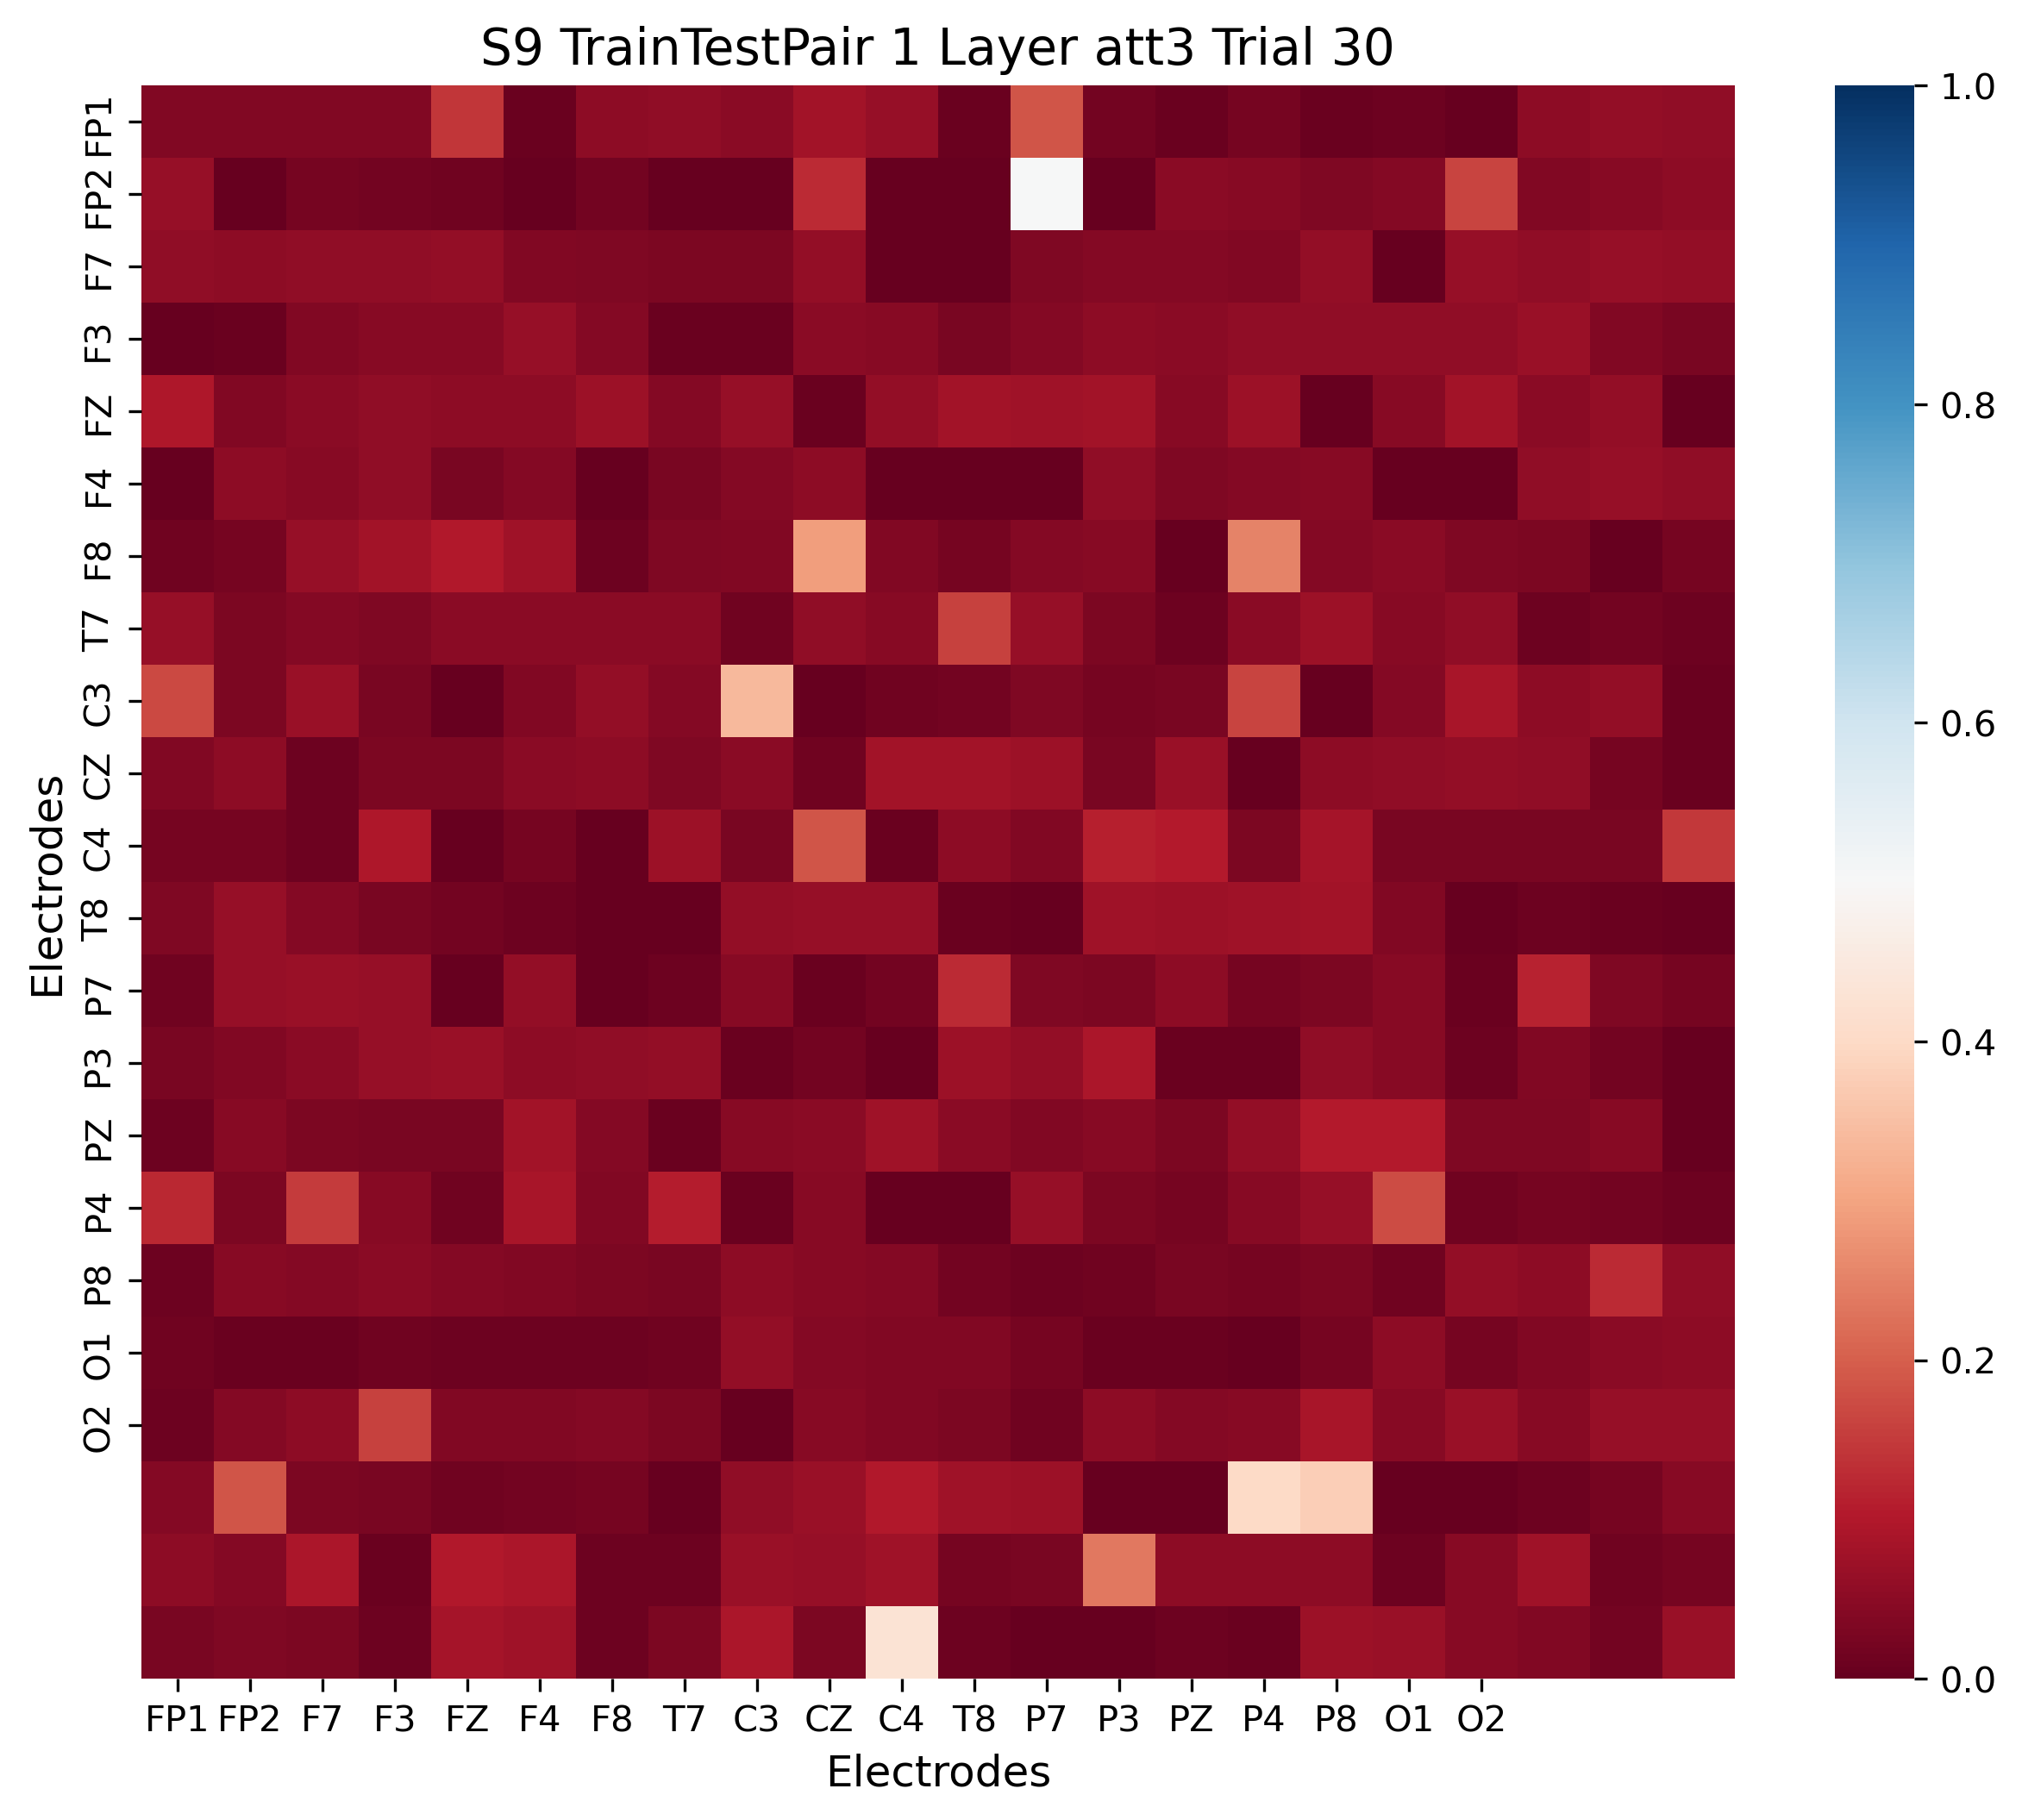 S9 TrainTestPair 1 Layer att3 Trial 30
FP1
FP2
F7
F3
FZ
F4
F8
T7
C3
CZ
C4
T8
P7
P3
PZ
P4
P8
O1
O2
Electrodes
FP1 FP2 F7 F3 FZ F4 F8 T7 C3 CZ C4 T8 P7 P3 PZ P4 P8 O1 O2
Electrodes
1.0
0.8
0.6
0.4
0.2
0.0